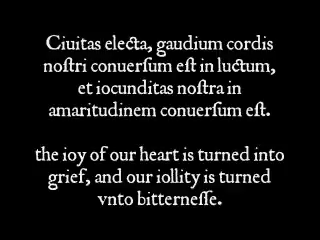 Ciuitas electa, gaudium cordis
noſtri conuerſum eſt in luctum,
et iocunditas noſtra in
amaritudinem conuerſum eſt.
the ioy of our heart is turned into
grief, and our iollity is turned
vnto bitterneſſe.